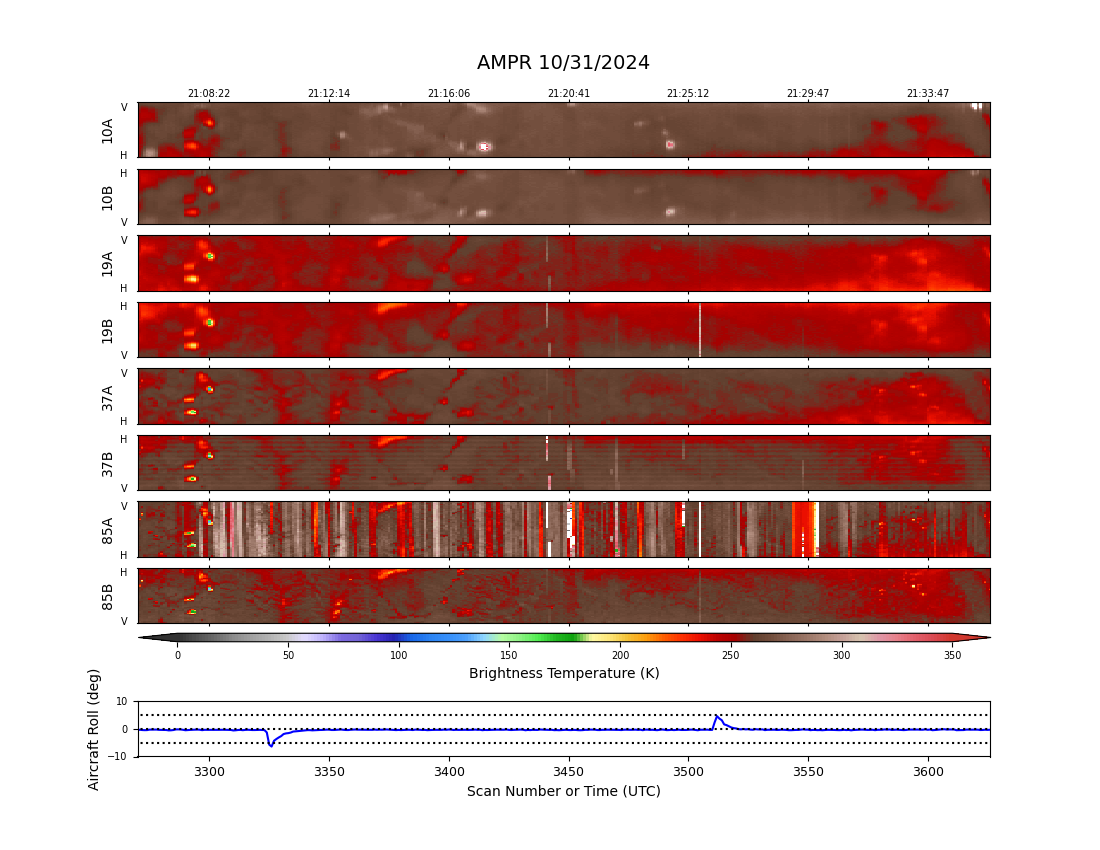 AMPR 10/31/2024
21:08:22 21:12:14 21:16:06 21:20:41 21:25:12 21:29:47 21:33:47
V
10A
H
H
10B
V
V
19A
H
H
19B
V
V
37A
H
H
37B
V
V
85A
H
H
85B
V
0 50 100 150 200 250 300 350
Brightness Temperature (K)
Aircraft Roll (deg)
10
0
−10
3300 3350 3400 3450 3500 3550 3600
Scan Number or Time (UTC)